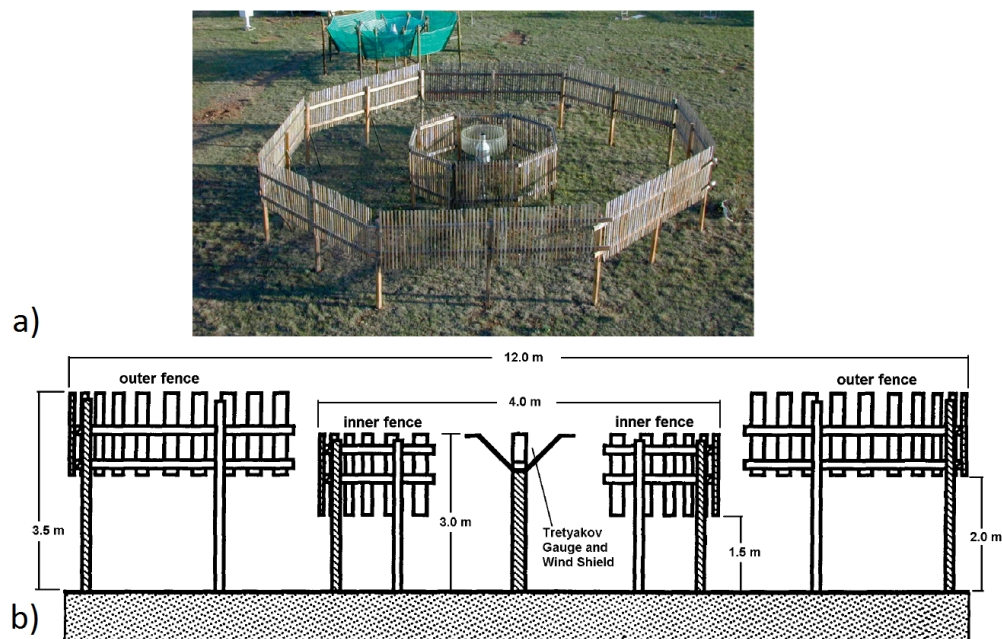 a)
12.0 m
outer fence
outer fence
4.0 m
inner fence
inner fence
3.5 m
3.0 m
Tretyakov
Gauge and
Wind Shield
1.5 m
2.0 m
b)